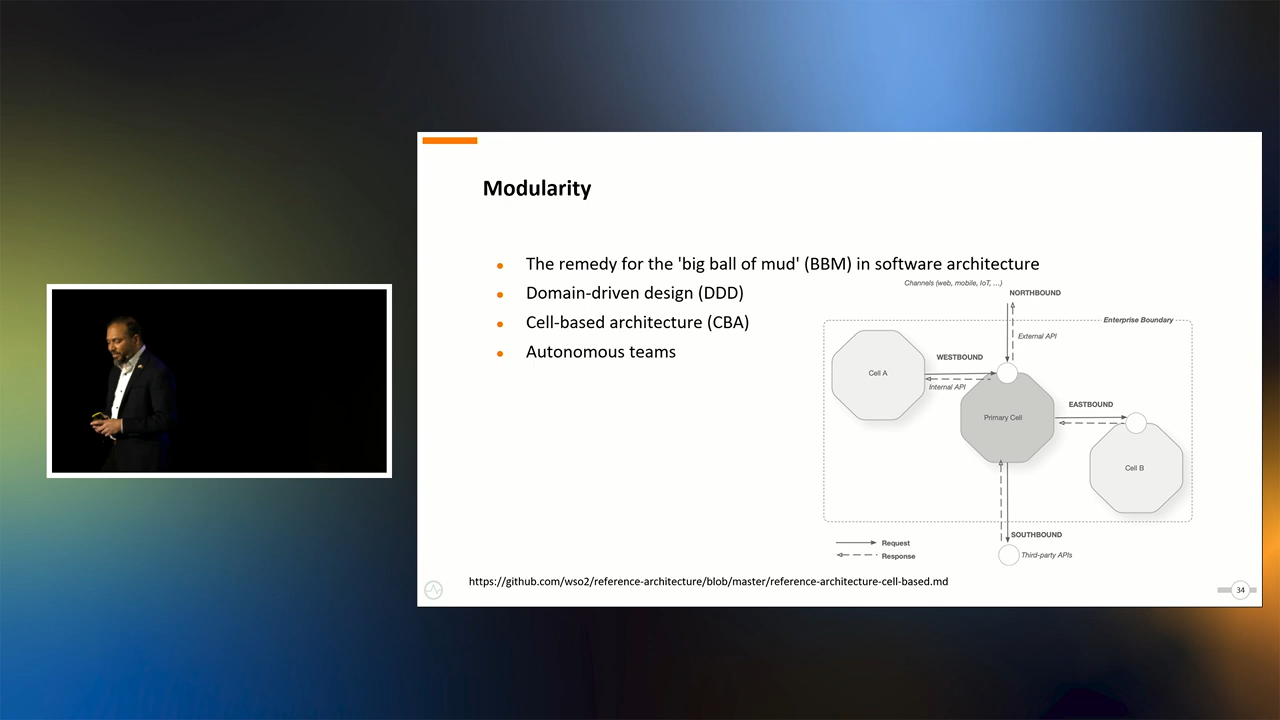 Modularity
The remedy for the 'big ball of mud' (BBM) in software architecture
Domain-driven design (DDD)
Cell-based architecture (CBA)
Autonomous teams
Channels (web, mobile, IoT, ...)
NORTHBOUND
Enterprise Boundary
External API
WESTBOUND
Cell A
Internal API
EASTBOUND
Primary Cell
Cell B
SOUTHBOUND
Request
Third-party APIs
Response
https://github.com/wso2/reference-architecture/blob/master/reference-architecture-cell-based.md
34